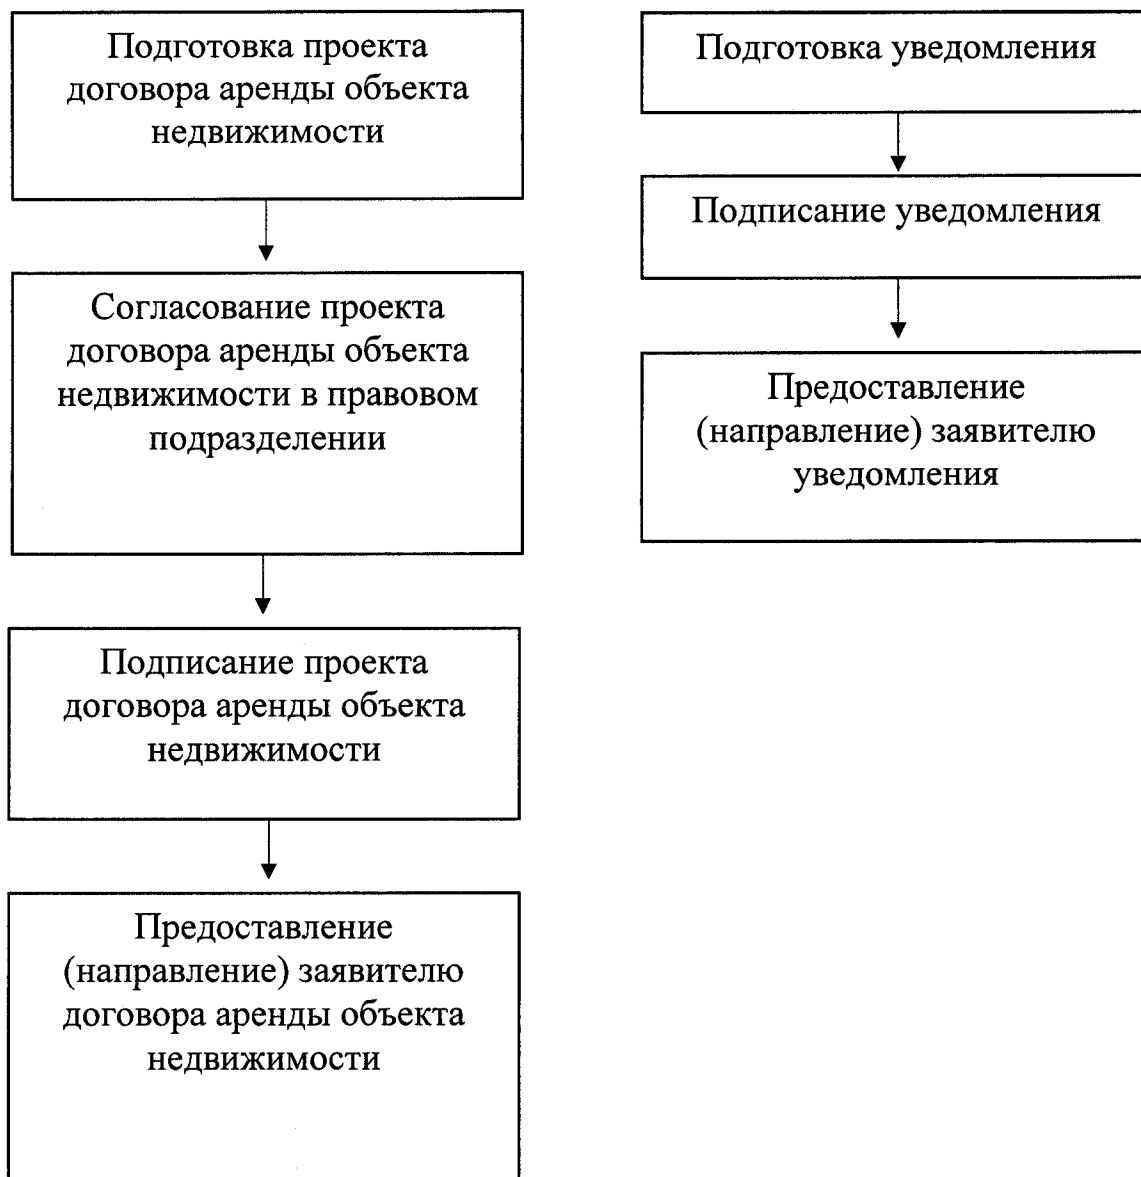 Подготовка проекта
договора аренды объекта
недвижимости
Согласование проекта
договора аренды объекта
недвижимости в правовом
подразделении
Подписание проекта
договора аренды объекта
недвижимости
Предоставление
(направление) заявителю
договора аренды объекта
недвижимости
Подготовка уведомления
Подписание уведомления
Предоставление
(направление) заявителю
уведомления